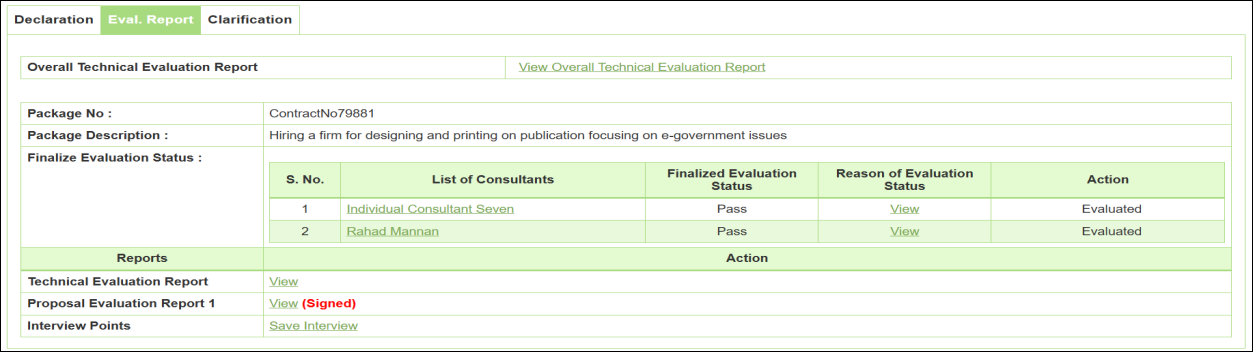 Declaration Eval. Report Clarification
Overall Technical Evaluation Report View Overall Technical Evaluation Report
Package No : ContractNo79881
Package Description : Hiring a firm for designing and printing on publication focusing on e-government issues
Finalize Evaluation Status :
S. No. List of Consultants Finalized Evaluation Status Reason of Evaluation Status Action
1 Individual Consultant Seven Pass View Evaluated
2 Rahad Mannan Pass View Evaluated
Reports Action
Technical Evaluation Report View
Proposal Evaluation Report 1 View (Signed)
Interview Points Save Interview